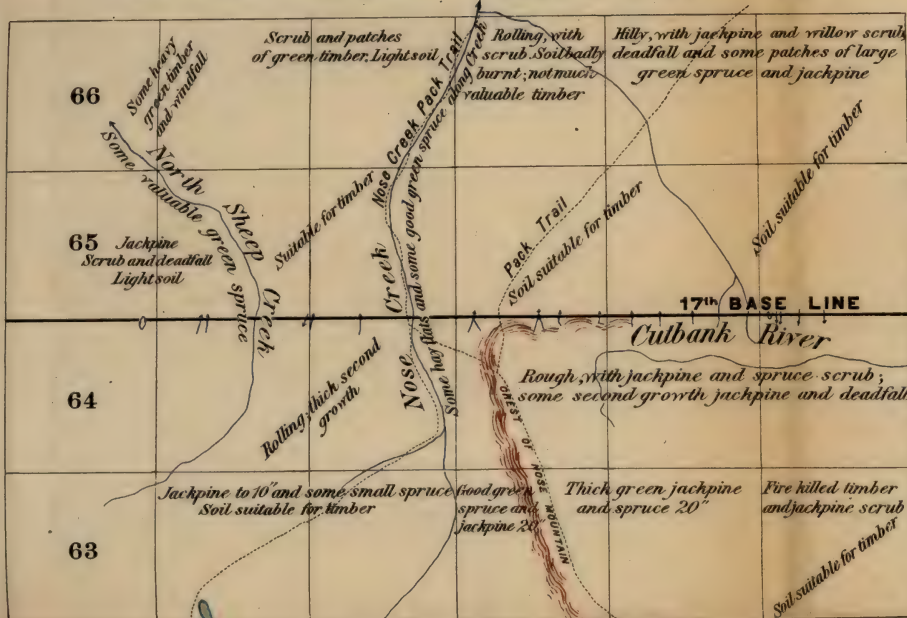 66
Some heavy
green timber
and windfall
Scrub and patches
of green timber. Light soil
Nose Creek Pack Trail
Some hay flats and some good green spruce along Creek
Rolling, with
scrub. Soil badly
burnt; not much
valuable timber
Hilly, with jackpine and willow scrub,
deadfall and some patches of large
green spruce and jackpine
North Sheep Creek
Some valuable green spruce
65
Jackpine
Scrub and deadfall
Light soil
Suitable for timber
Nose Creek
Pack Trail
Soil suitable for timber
Soil suitable for timber
17th BASE LINE
Cutbank River
64
Rolling; thick second
growth
Rough, with jackpine and spruce scrub;
some second growth jackpine and deadfall
CREST OF NOSE MOUNTAIN
Jackpine to 10" and some small spruce
Soil suitable for timber
Good green
spruce and
jackpine 20"
Thick green jackpine
and spruce 20"
Fire killed timber
and jackpine scrub
63
Soil suitable for timber